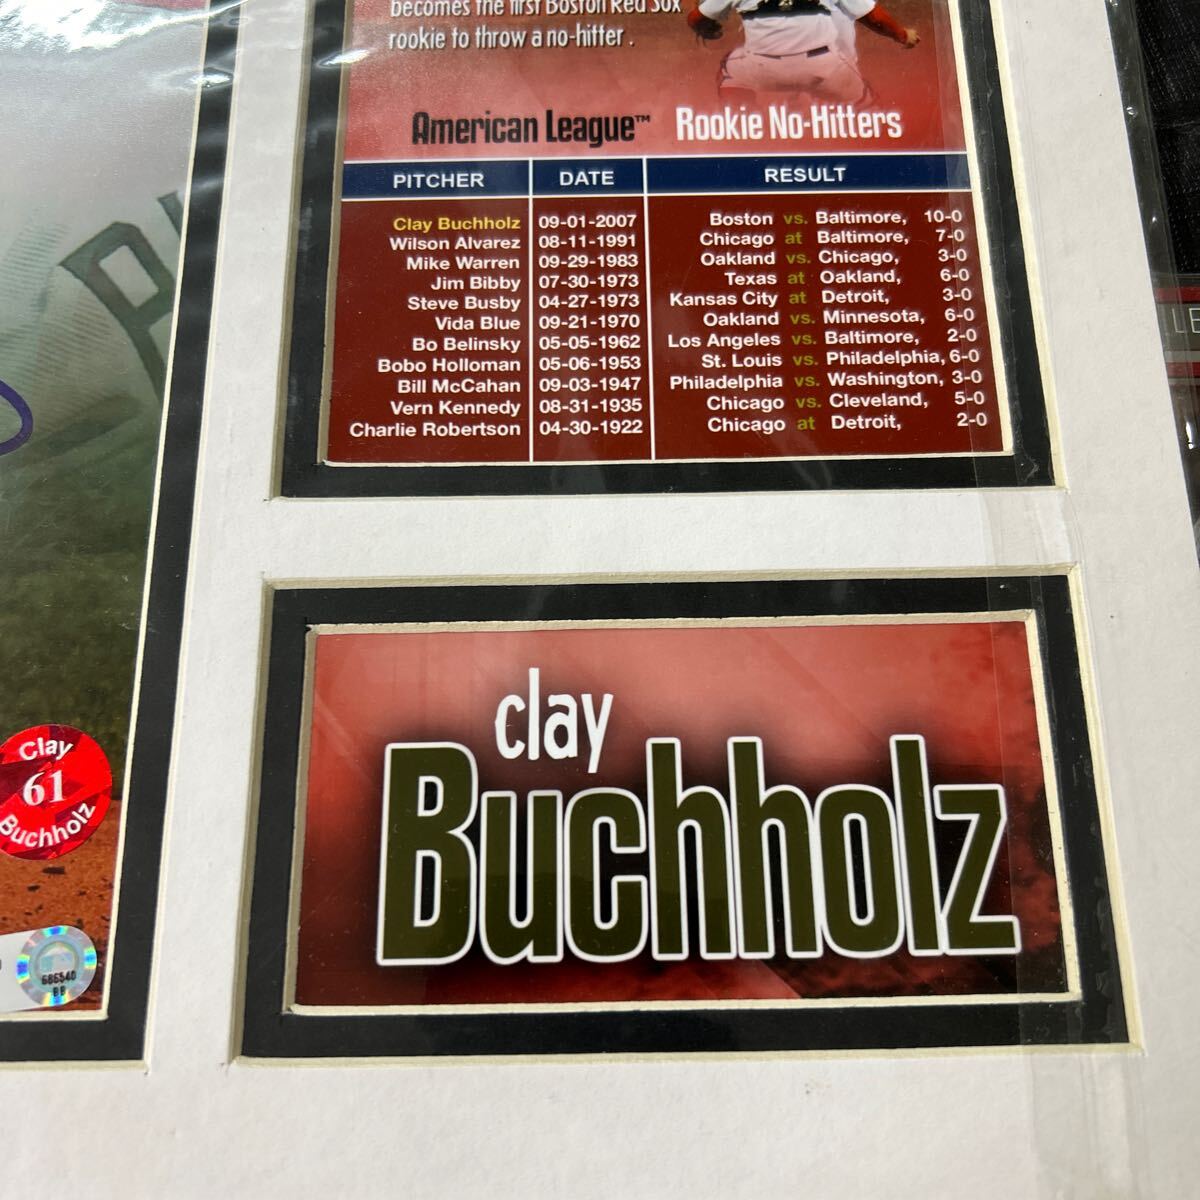 becomes the first Boston Red Sox
rookie to throw a no-hitter.
American League™ Rookie No-Hitters
PITCHER DATE RESULT
Clay Buchholz 09-01-2007 Boston vs. Baltimore, 10-0
Wilson Alvarez 08-11-1991 Chicago at Baltimore, 7-0
Mike Warren 09-29-1983 Oakland vs. Chicago, 3-0
Jim Bibby 07-30-1973 Texas at Oakland, 6-0
Steve Busby 04-27-1973 Kansas City at Detroit, 3-0
Vida Blue 09-21-1970 Oakland vs. Minnesota, 6-0
Bo Belinsky 05-05-1962 Los Angeles vs. Baltimore, 2-0
Bobo Holloman 05-06-1953 St. Louis vs. Philadelphia, 6-0
Bill McCahan 09-03-1947 Philadelphia vs. Washington, 3-0
Vern Kennedy 08-31-1935 Chicago vs. Cleveland, 5-0
Charlie Robertson 04-30-1922 Chicago at Detroit, 2-0
clay
Buchholz
Clay
61
Buchholz
686540
BB
LE